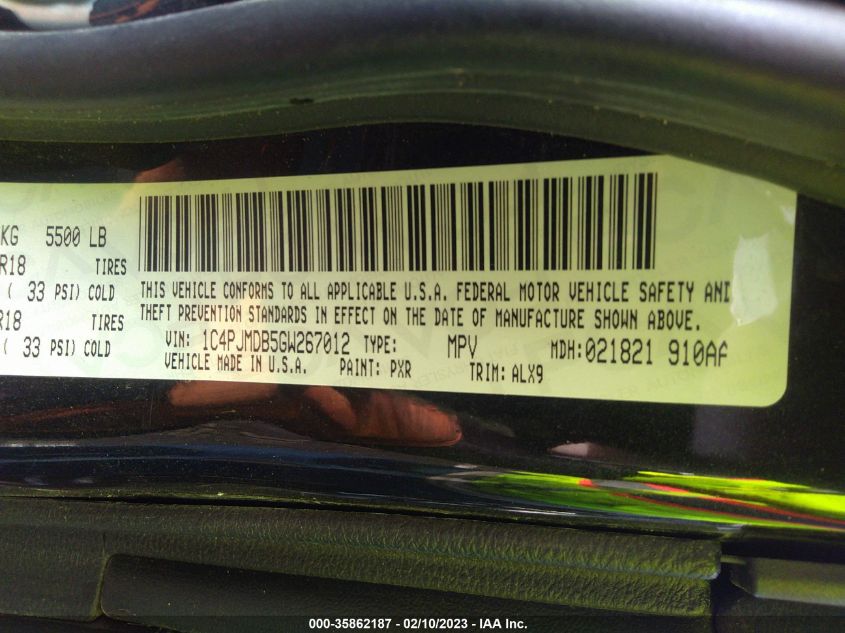 KG 5500 LB
R18 TIRES
( 33 PSI) COLD
R18 TIRES
( 33 PSI) COLD
THIS VEHICLE CONFORMS TO ALL APPLICABLE U.S.A. FEDERAL MOTOR VEHICLE SAFETY AND
THEFT PREVENTION STANDARDS IN EFFECT ON THE DATE OF MANUFACTURE SHOWN ABOVE.
VIN: 1C4PJMDB5GW267012 TYPE: MPV MDH: 021821 910AF
VEHICLE MADE IN U.S.A. PAINT: PXR TRIM: ALX9
000-35862187 - 02/10/2023 - IAA Inc.